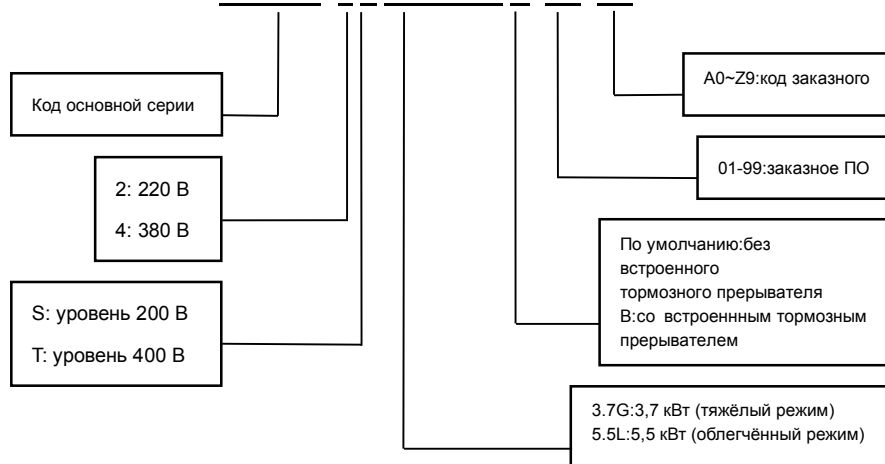 Код основной серии
2: 220 В
4: 380 В
S: уровень 200 В
T: уровень 400 В
A0~Z9:код заказного
01-99:заказное ПО
По умолчанию:без
встроенного
тормозного прерывателя
B:со встроеннным тормозным
прерывателем
3.7G:3,7 кВт (тяжёлый режим)
5.5L:5,5 кВт (облегчённый режим)